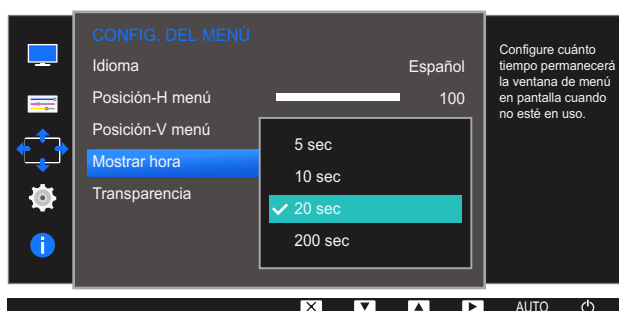 CONFIG. DEL MENÚ
Idioma Español
Posición-H menú 100
Posición-V menú
Mostrar hora
Transparencia
5 sec
10 sec
20 sec
200 sec
Configure cuánto
tiempo permanecerá
la ventana de menú
en pantalla cuando
no esté en uso.
AUTO